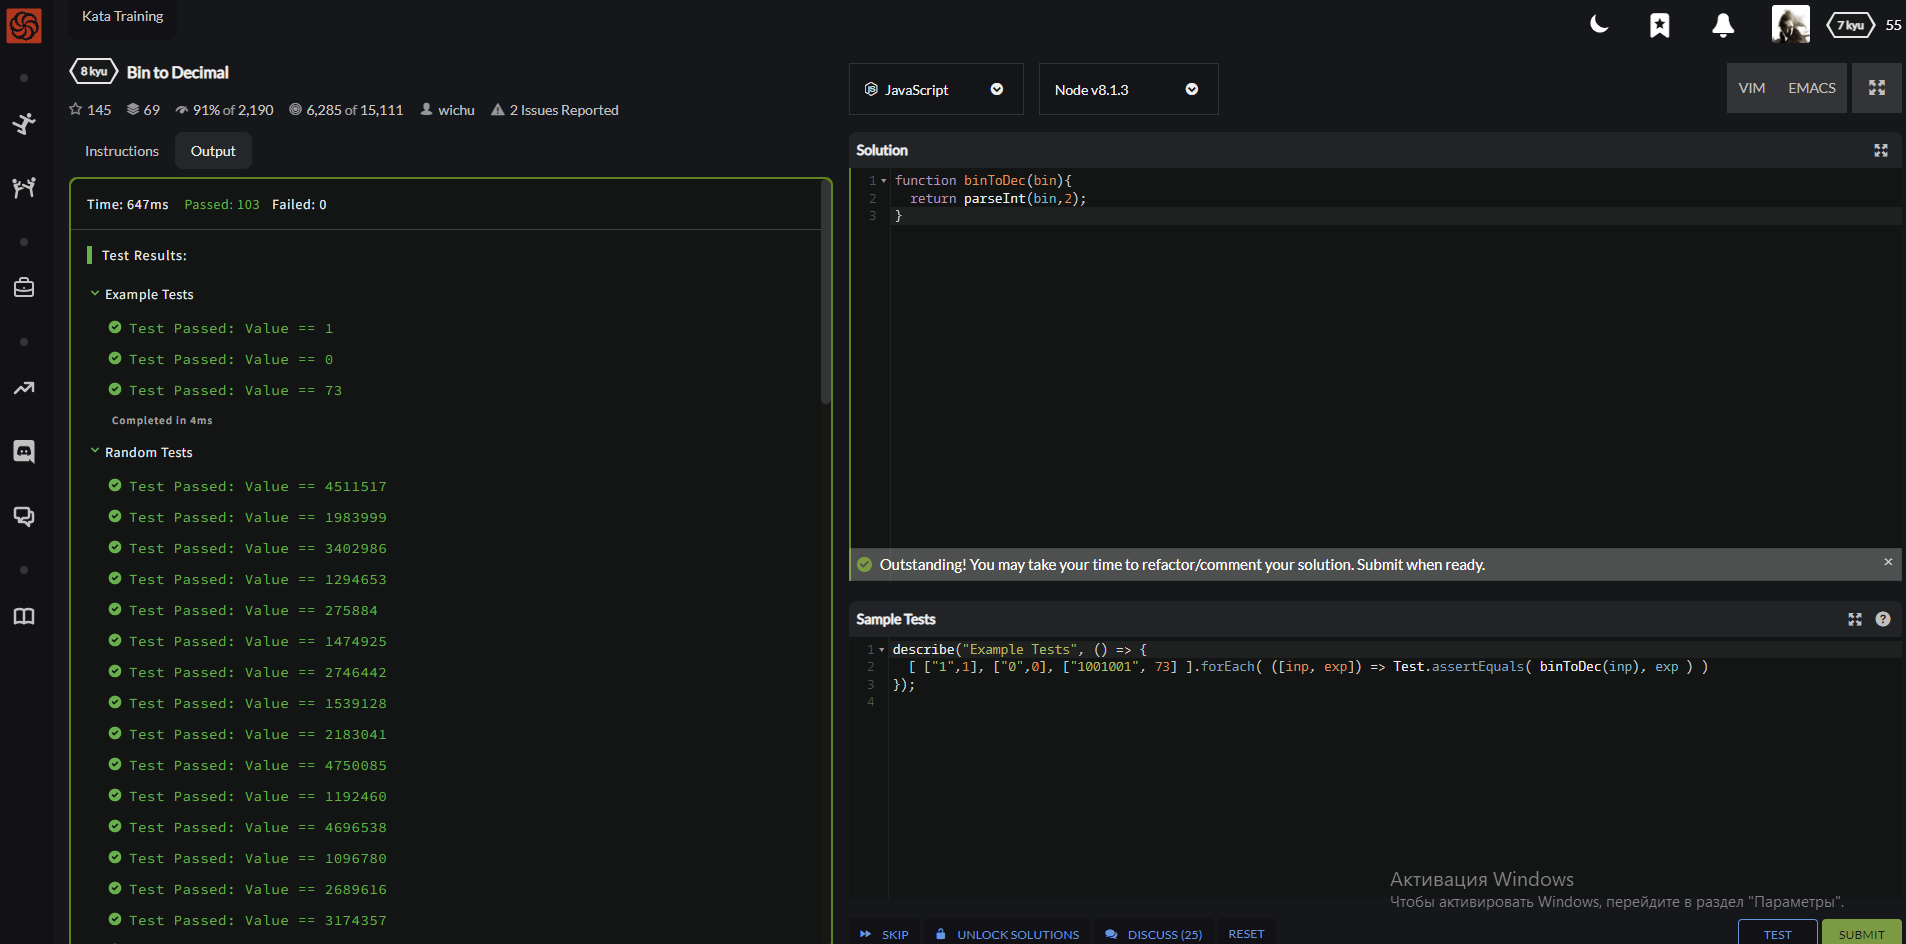 Kata Training
7 kyu 55
8 kyu Bin to Decimal
145 69 91% of 2,190 6,285 of 15,111 wichu 2 Issues Reported
Instructions Output
Time: 647ms Passed: 103 Failed: 0
Test Results:
Example Tests
Test Passed: Value == 1
Test Passed: Value == 0
Test Passed: Value == 73
Completed in 4ms
Random Tests
Test Passed: Value == 4511517
Test Passed: Value == 1983999
Test Passed: Value == 3402986
Test Passed: Value == 1294653
Test Passed: Value == 275884
Test Passed: Value == 1474925
Test Passed: Value == 2746442
Test Passed: Value == 1539128
Test Passed: Value == 2183041
Test Passed: Value == 4750085
Test Passed: Value == 1192460
Test Passed: Value == 4696538
Test Passed: Value == 1096780
Test Passed: Value == 2689616
Test Passed: Value == 3174357
JavaScript Node v8.1.3 VIM EMACS
Solution
1 function binToDec(bin){
2 return parseInt(bin,2);
3 }
Outstanding! You may take your time to refactor/comment your solution. Submit when ready. ×
Sample Tests ?
1 describe("Example Tests", () => {
2 [ ["1",1], ["0",0], ["1001001", 73] ].forEach( ([inp, exp]) => Test.assertEquals( binToDec(inp), exp ) )
3 });
4
Активация Windows
Чтобы активировать Windows, перейдите в раздел "Параметры".
SKIP UNLOCK SOLUTIONS DISCUSS (25) RESET TEST SUBMIT